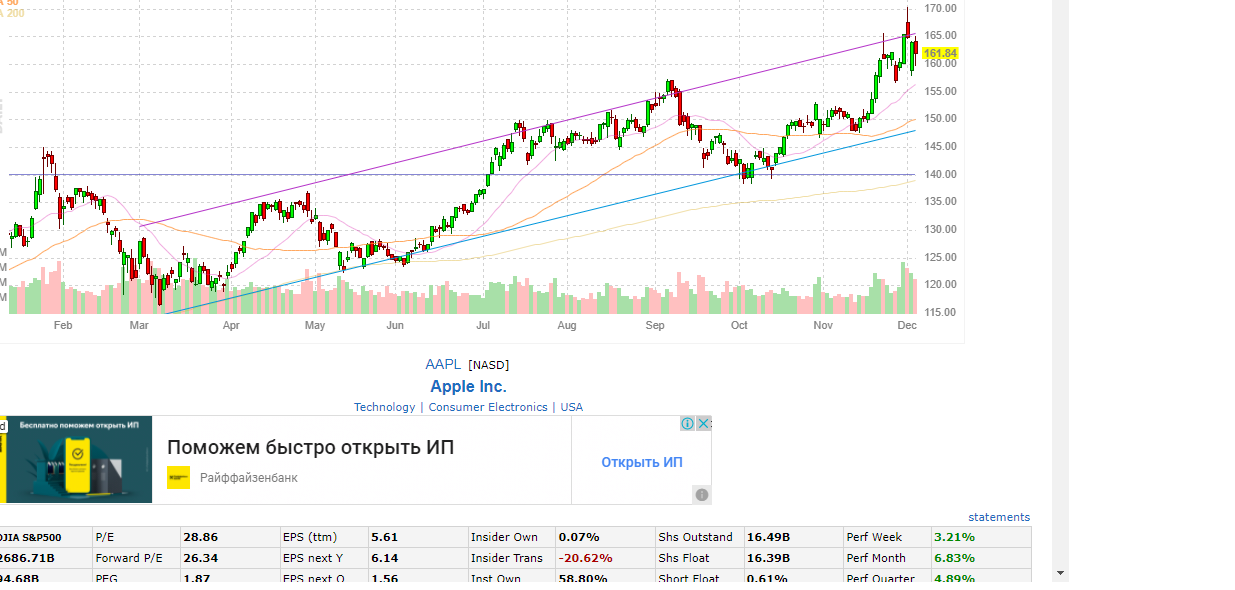 A 50
A 200
170.00
165.00
161.84
160.00
155.00
150.00
145.00
140.00
135.00
130.00
125.00
120.00
115.00
M
M
M
M
Feb Mar Apr May Jun Jul Aug Sep Oct Nov Dec
AAPL [NASD]
Apple Inc.
Technology | Consumer Electronics | USA
Бесплатно поможем открыть ИП
Поможем быстро открыть ИП
Райффайзенбанк
Открыть ИП
statements
DJIA S&P500 P/E 28.86 EPS (ttm) 5.61 Insider Own 0.07% Shs Outstand 16.49B Perf Week 3.21%
2686.71B Forward P/E 26.34 EPS next Y 6.14 Insider Trans -20.62% Shs Float 16.39B Perf Month 6.83%
94.68B PEG 1.87 EPS next Q 1.56 Inst Own 58.80% Short Float 0.61% Perf Quarter 4.89%